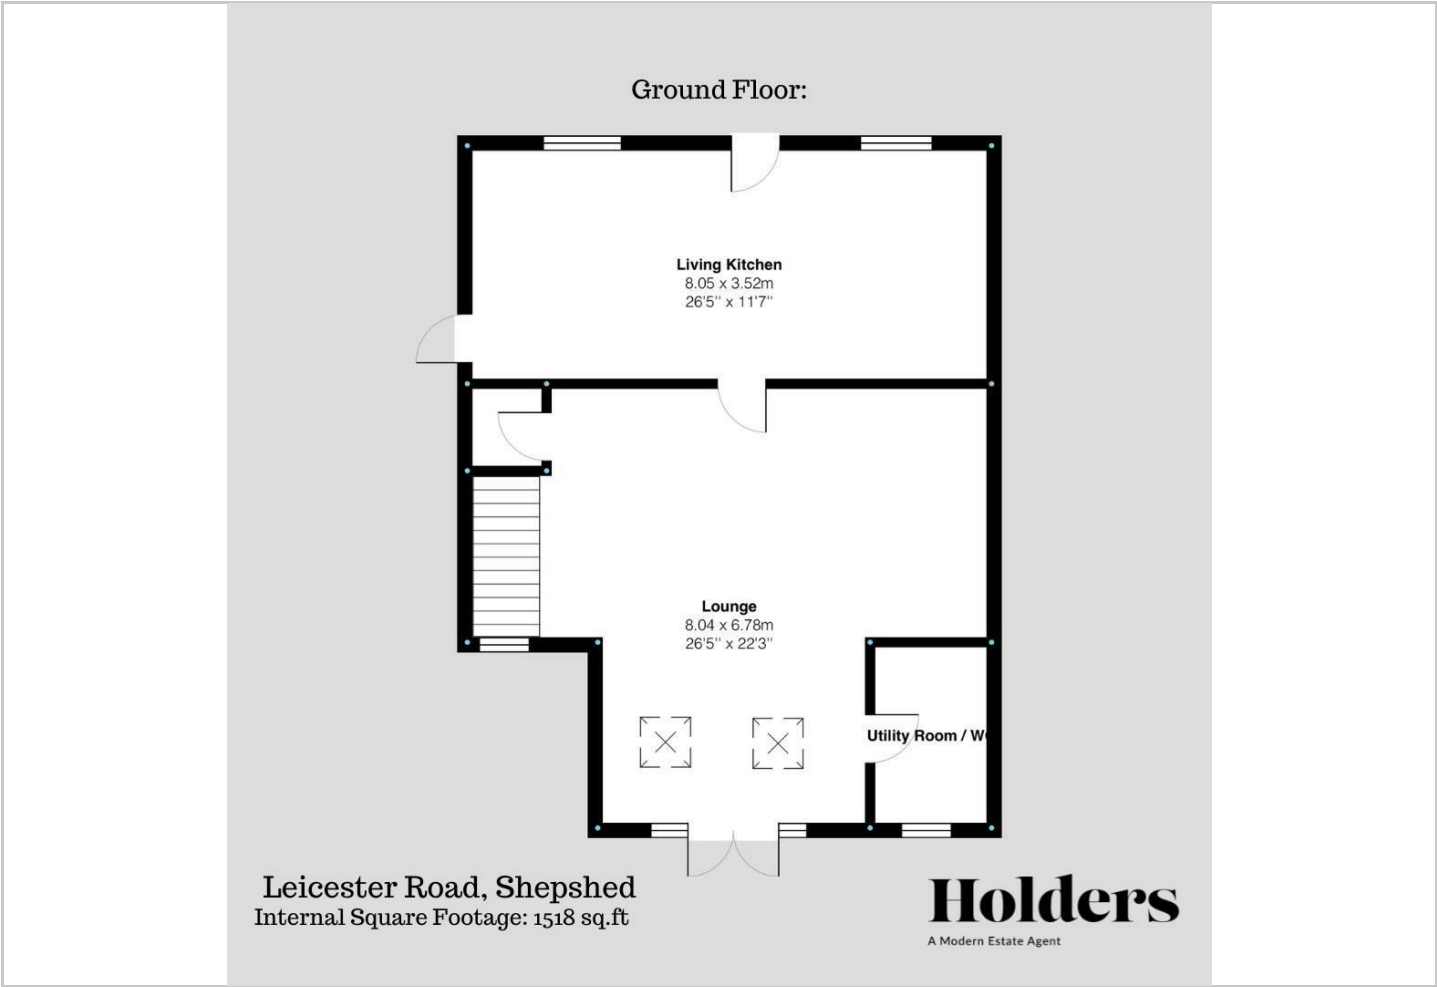 Ground Floor:
Living Kitchen
8.05 x 3.52m
26'5'' x 11'7''
Lounge
8.04 x 6.78m
26'5'' x 22'3''
Utility Room / W
Leicester Road, Shepshed
Internal Square Footage: 1518 sq.ft
Holders
A Modern Estate Agent